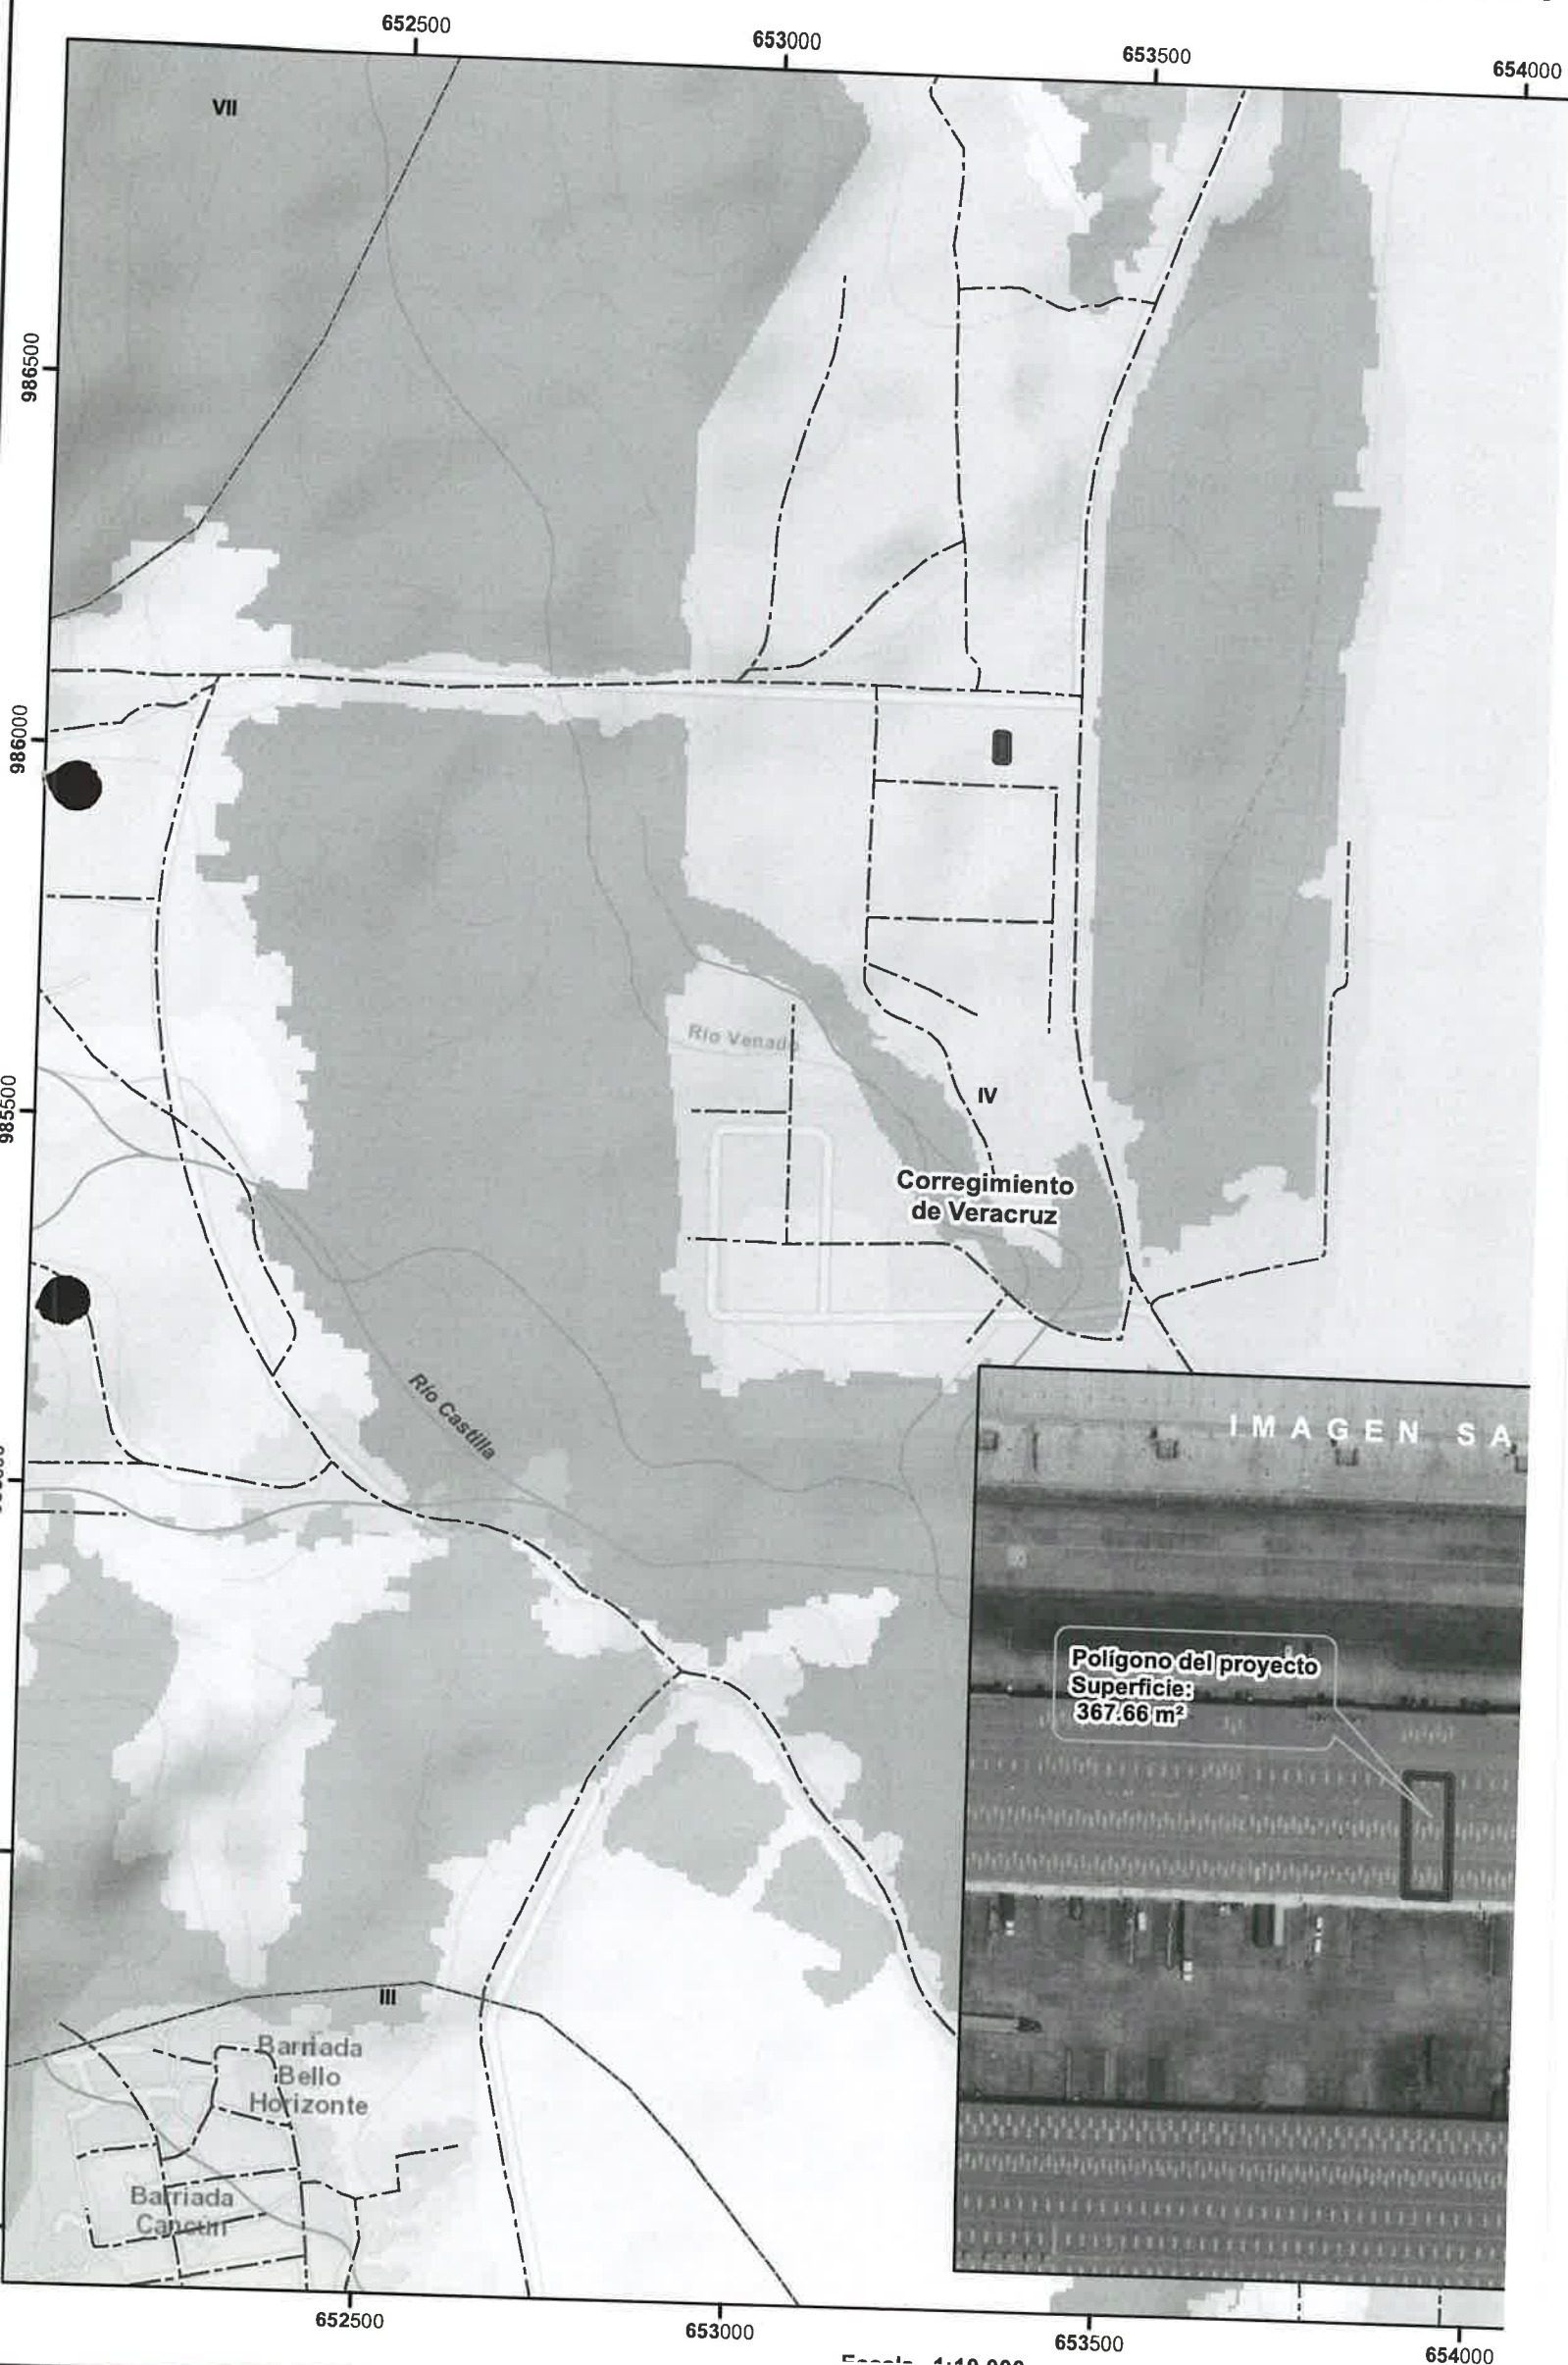 652500
653000
653500
654000
VII
986500
986000
Río Venado
985500
IV
Corregimiento
de Veracruz
Río Castilla
IMAGEN SA
Polígono del proyecto
Superficie:
367.66 m²
III
Barriada
Bello
Horizonte
Barriada
Cancún
652500
653000
653500
654000